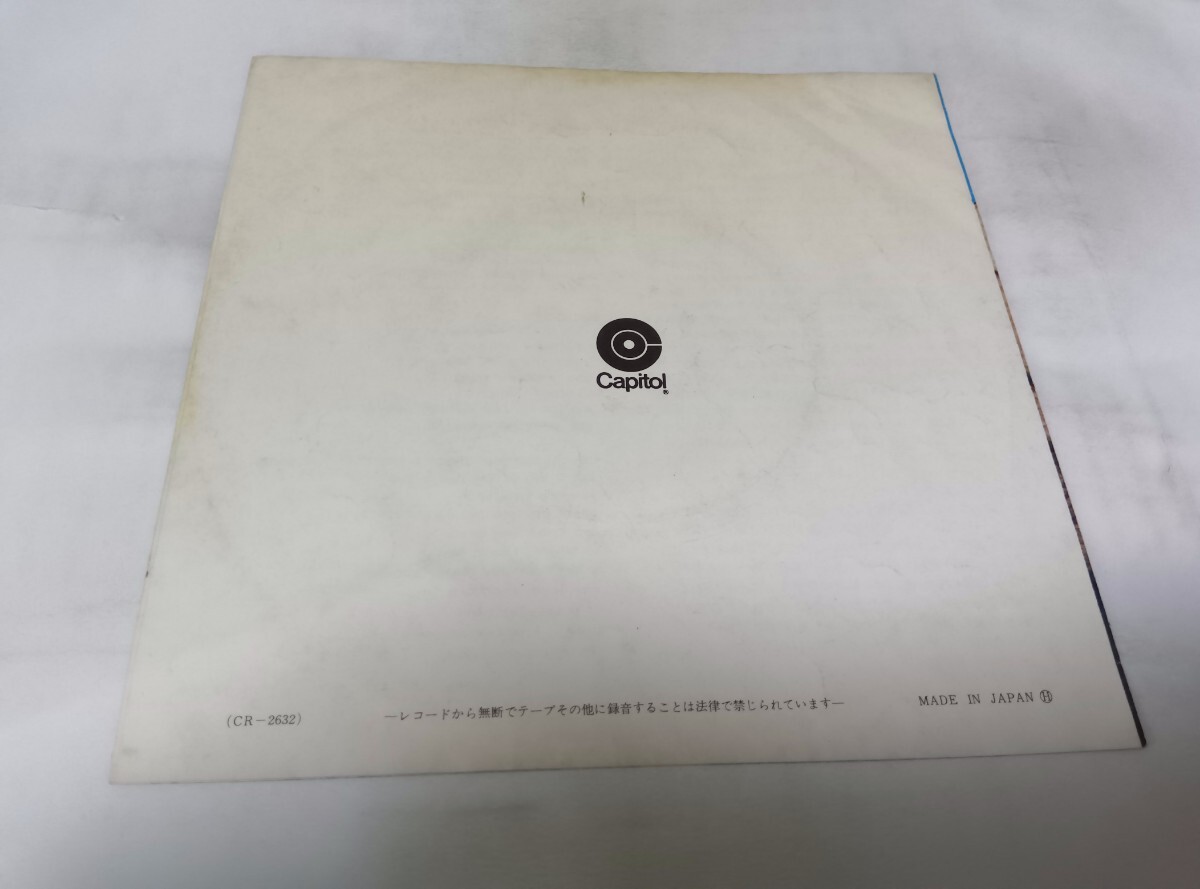 Capitol®
(CR-2632)
―レコードから無断でテープその他に録音することは法律で禁じられています―
MADE IN JAPAN Ⓗ